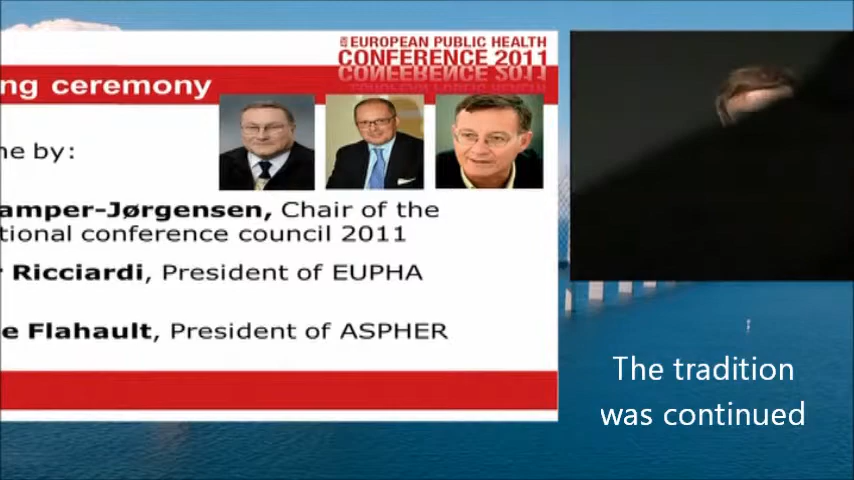 EUROPEAN PUBLIC HEALTH
CONFERENCE 2011
ng ceremony
ne by:
amper-Jørgensen, Chair of the
tional conference council 2011
r Ricciardi, President of EUPHA
e Flahault, President of ASPHER
The tradition
was continued